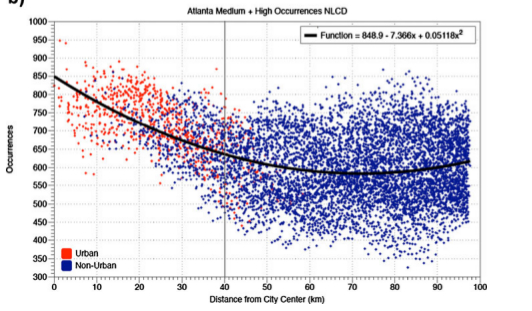 b)
Atlanta Medium + High Occurrences NLCD
Function = 848.9 - 7.366x + 0.05118x²
1000
950
900
850
800
750
700
650
600
550
500
450
400
350
300
Occurrences
Urban
Non-Urban
0 10 20 30 40 50 60 70 80 90 100
Distance from City Center (km)